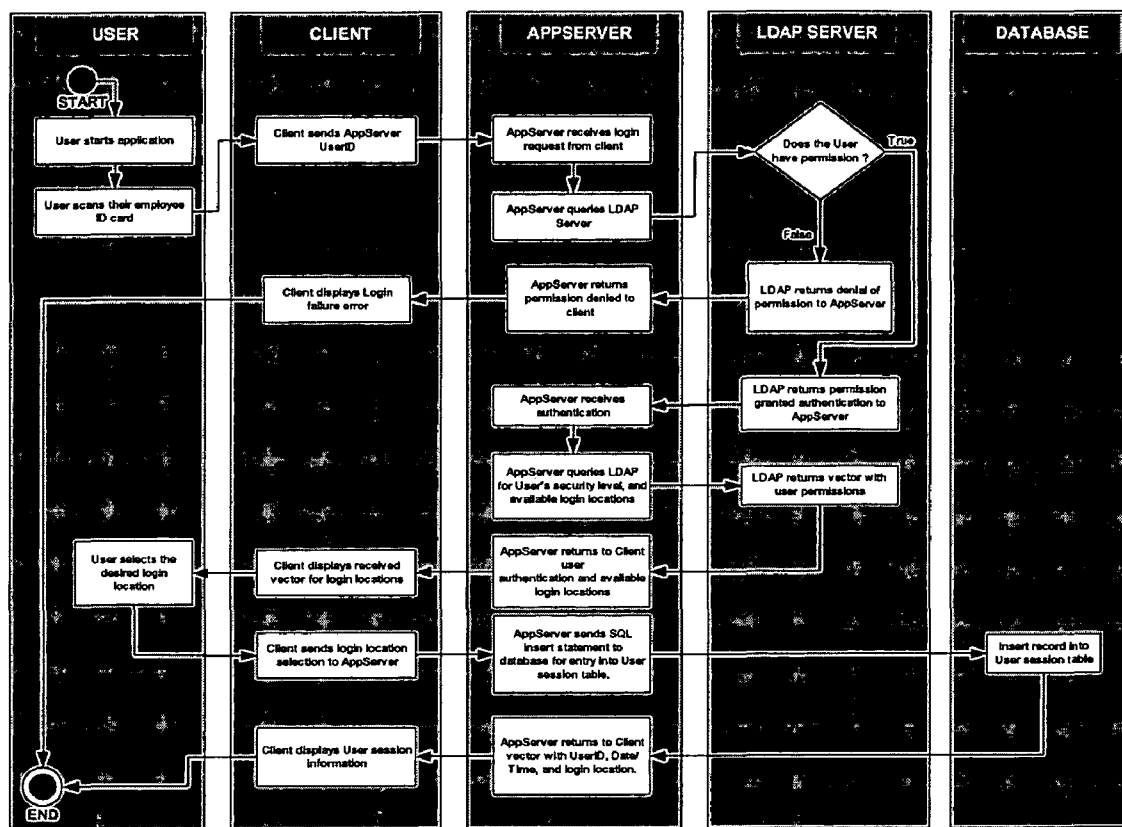 USER
CLIENT
APPSERVER
LDAP SERVER
DATABASE
START
User starts application
User scans their employee
ID card
Client sends AppServer
UserID
AppServer receives login
request from client
AppServer queries LDAP
Server
Does the User
have permission ?
True
False
LDAP returns denial of
permission to AppServer
AppServer returns
permission denied to
client
Client displays Login
failure error
LDAP returns permission
granted authentication to
AppServer
AppServer receives
authentication
AppServer queries LDAP
for User's security level, and
available login locations
LDAP returns vector with
user permissions
AppServer returns to Client
user
authentication and available
login locations
Client displays received
vector for login locations
User selects the
desired login
location
Client sends login location
selection to AppServer
AppServer sends SQL
insert statement to
database for entry into User
session table.
Insert record into
User session table
AppServer returns to Client
vector with UserID, Date/
Time, and login location.
Client displays User session
information
END